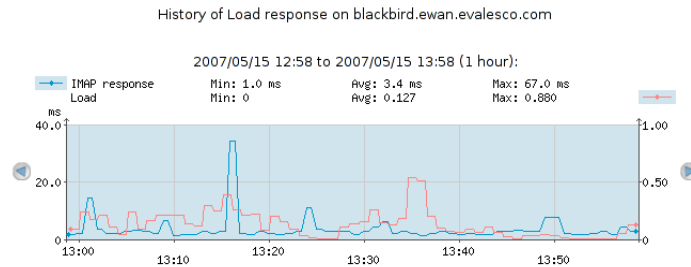 History of Load response on blackbird.ewan.evalesco.com
2007/05/15 12:58 to 2007/05/15 13:58 (1 hour):
IMAP response Min: 1.0 ms Avg: 3.4 ms Max: 67.0 ms
Load Min: 0 Avg: 0.127 Max: 0.880
ms
40.0 1.00
20.0 0.50
0 0
13:00 13:10 13:20 13:30 13:40 13:50